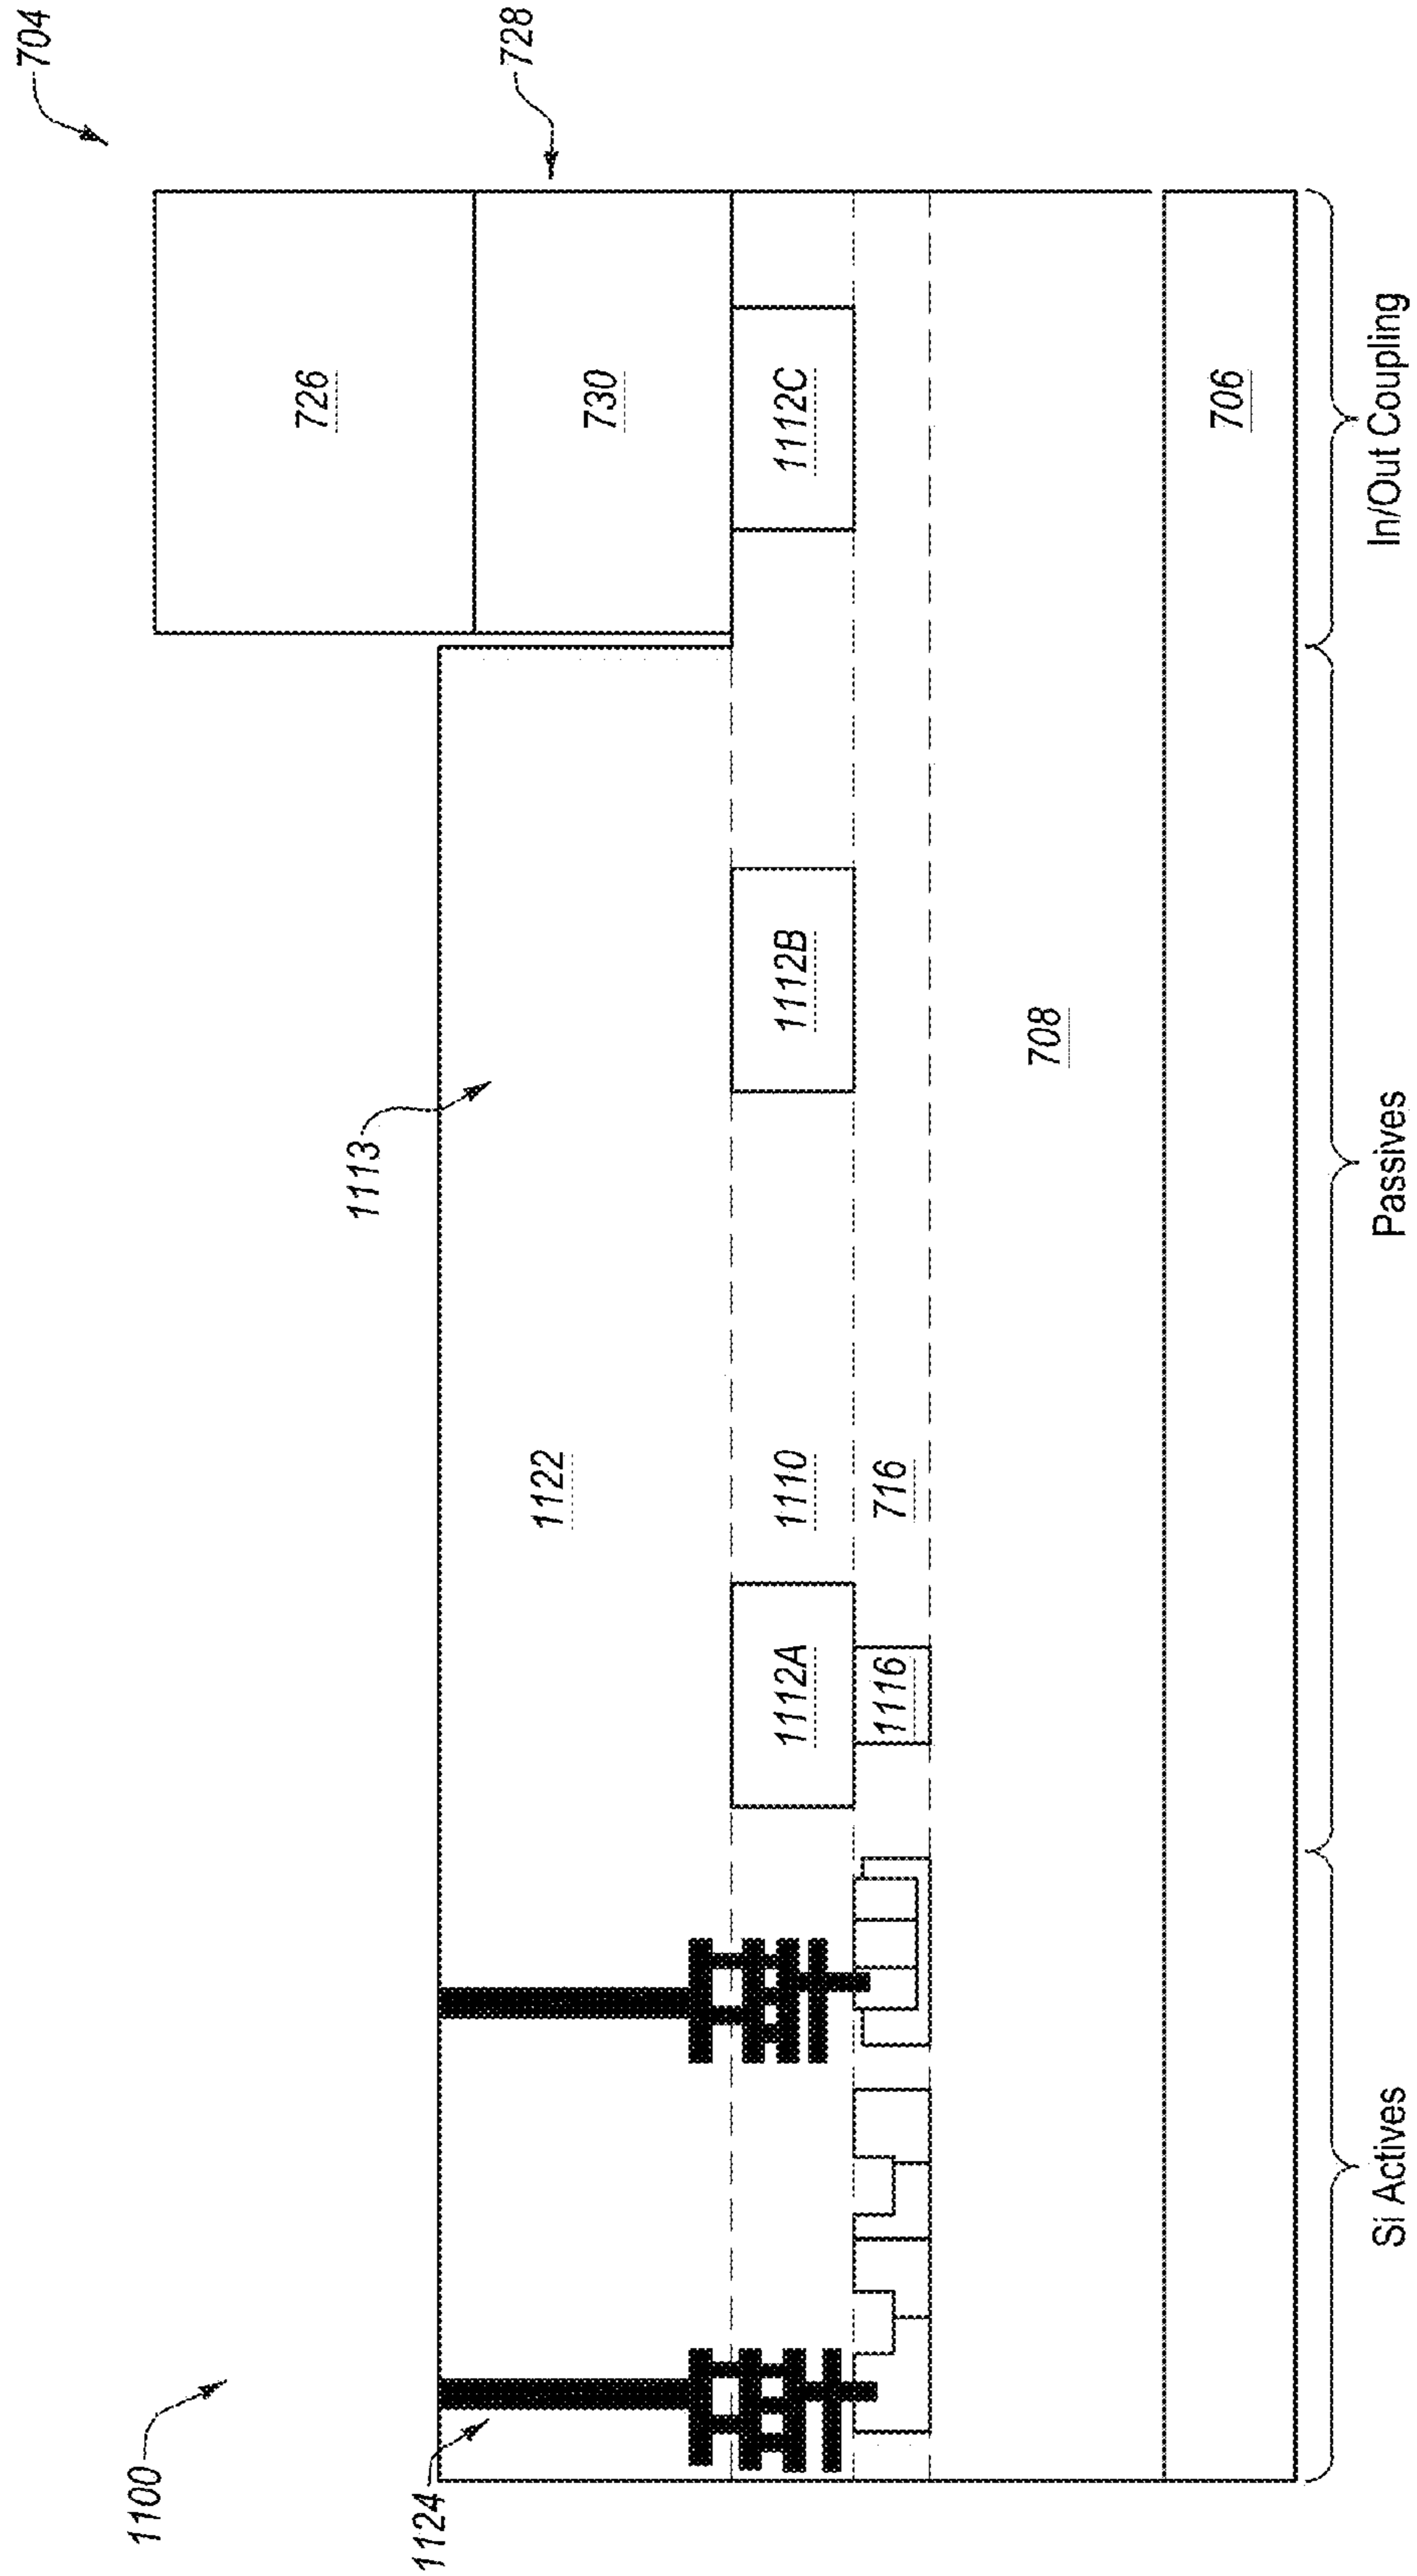 1100
704
1113
728
726
1124
1122
730
1112A
1110
1112B
1112C
1116
716
708
706
Si Actives
Passives
In/Out Coupling